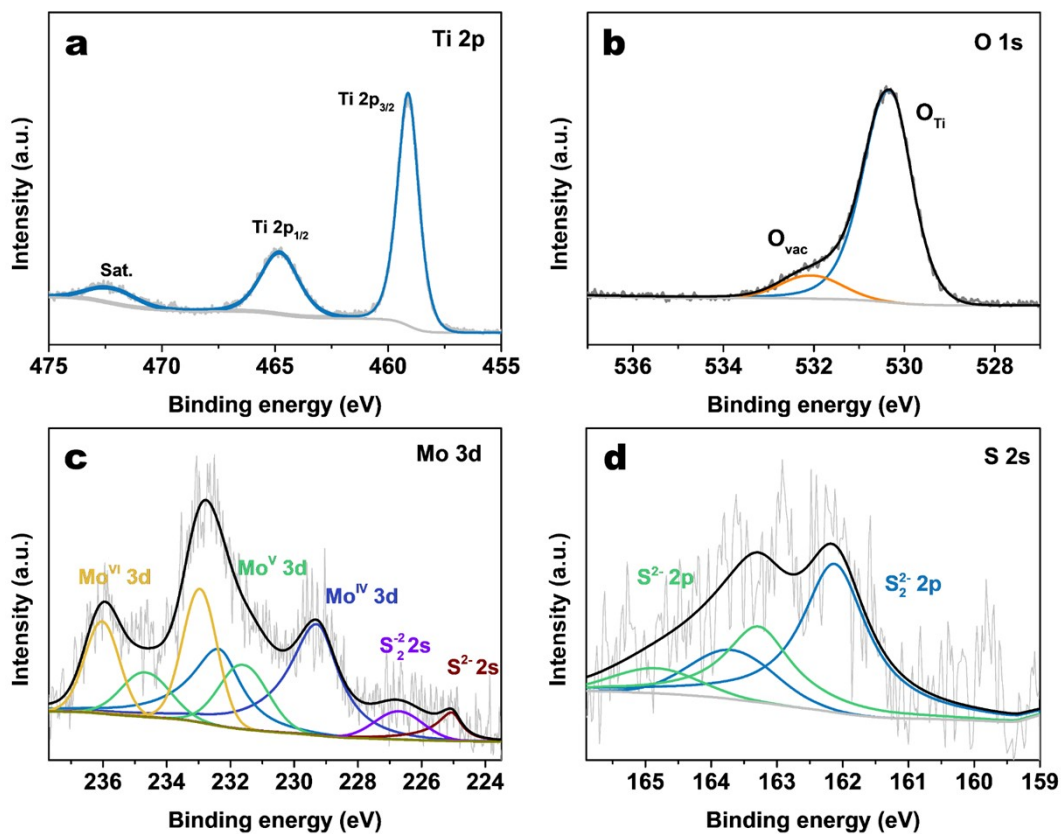 a
Ti 2p
Ti 2p3/2
Ti 2p1/2
Sat.
Intensity (a.u.)
475 470 465 460 455
Binding energy (eV)
b
O 1s
OTi
Ovac
Intensity (a.u.)
536 534 532 530 528
Binding energy (eV)
c
Mo 3d
MoVI 3d
MoV 3d
MoIV 3d
S2-2 2s
S2- 2s
Intensity (a.u.)
236 234 232 230 228 226 224
Binding energy (eV)
d
S 2s
S2- 2p
S22- 2p
Intensity (a.u.)
165 164 163 162 161 160 159
Binding energy (eV)